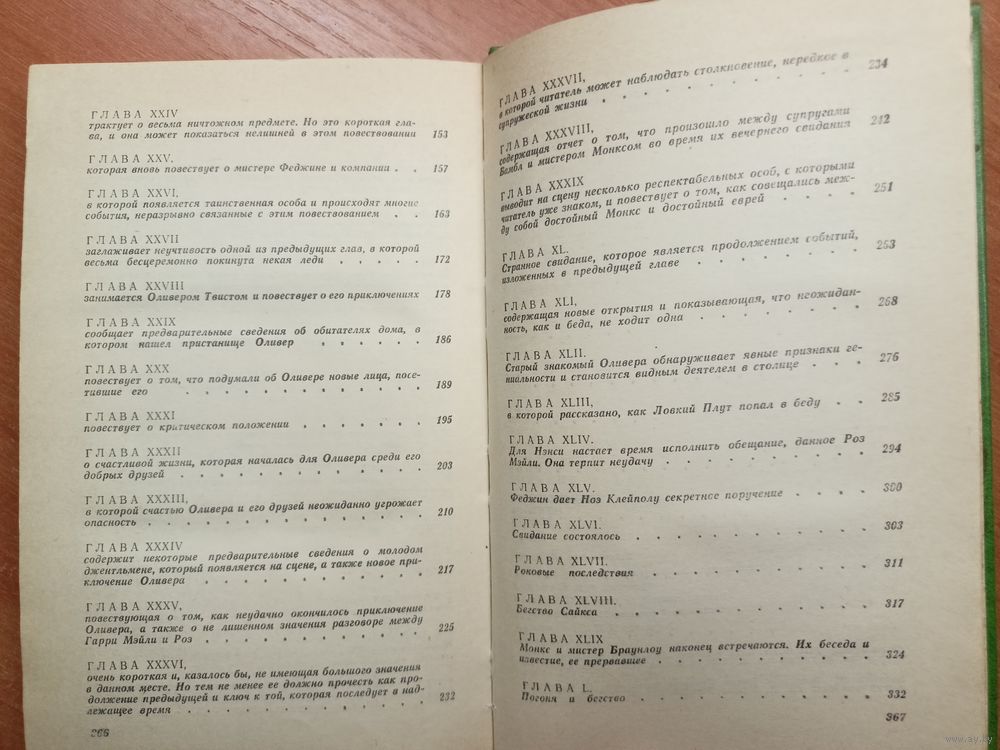 ГЛАВА XXIV
трактует о весьма ничтожном предмете. Но это короткая гла-
ва, и она может показаться нелишней в этом повествовании 153
ГЛАВА XXV,
которая вновь повествует о мистере Феджине и компании . . 157
ГЛАВА XXVI,
в которой появляется таинственная особа и происходят многие
события, неразрывно связанные с этим повествованием . . 163
ГЛАВА XXVII
заглаживает неучтивость одной из предыдущих глав, в которой
весьма бесцеремонно покинута некая леди . . . . . 172
ГЛАВА XXVIII
занимается Оливером Твистом и повествует о его приключениях 178
ГЛАВА XXIX
сообщает предварительные сведения об обитателях дома, в
котором нашел пристанище Оливер . . . . . . 186
ГЛАВА XXX
повествует о том, что подумали об Оливере новые лица, посе-
тившие его . . . . . . . . . . . 189
ГЛАВА XXXI
повествует о критическом положении . . . . . . . 195
ГЛАВА XXXII
о счастливой жизни, которая началась для Оливера среди его
добрых друзей . . . . . . . . . . 203
ГЛАВА XXXIII,
в которой счастью Оливера и его друзей неожиданно угрожает
опасность . . . . . . . . . . . . 210
ГЛАВА XXXIV
содержит некоторые предварительные сведения о молодом
джентльмене, который появляется на сцене, а также новое при-
ключение Оливера . . . . . . . . . 217
ГЛАВА XXXV,
повествующая о том, как неудачно окончилось приключение
Оливера, а также о не лишенном значения разговоре между
Гарри Мэйли и Роз . . . . . . . . . 225
ГЛАВА XXXVI,
очень короткая и, казалось бы, не имеющая большого значения
в данном месте. Но тем не менее ее должно прочесть как про-
должение предыдущей и ключ к той, которая последует в над-
лежащее время . . . . . . . . . . 232
366
ГЛАВА XXXVII,
в которой читатель может наблюдать столкновение, нередкое в
супружеской жизни . . . . . . . . . 234
ГЛАВА XXXVIII,
содержащая отчет о том, что произошло между супругами
Бамбл и мистером Монксом во время их вечернего свидания 242
ГЛАВА XXXIX
выводит на сцену несколько респектабельных особ, с которыми
читатель уже знаком, и повествует о том, как совещались меж-
ду собой достойный Монкс и достойный еврей . . . . 251
ГЛАВА XL.
Странное свидание, которое является продолжением событий,
изложенных в предыдущей главе . . . . . . . 263
ГЛАВА XLI,
содержащая новые открытия и показывающая, что неожидан-
ность, как и беда, не ходит одна . . . . . . . 268
ГЛАВА XLII.
Старый знакомый Оливера обнаруживает явные признаки ге-
ниальности и становится видным деятелем в столице . . . 276
ГЛАВА XLIII,
в которой рассказано, как Ловкий Плут попал в беду . . 285
ГЛАВА XLIV.
Для Нэнси настает время исполнить обещание, данное Роз
Мэйли. Она терпит неудачу . . . . . . . . 294
ГЛАВА XLV.
Феджин дает Ноэ Клейполу секретное поручение . . . . 300
ГЛАВА XLVI.
Свидание состоялось . . . . . . . . . 303
ГЛАВА XLVII.
Роковые последствия . . . . . . . . . 311
ГЛАВА XLVIII.
Бегство Сайкса . . . . . . . . . . 317
ГЛАВА XLIX
Монкс и мистер Браунлоу наконец встречаются. Их беседа и
известие, ее прервавшее . . . . . . . . . 324
ГЛАВА L.
Погоня и бегство . . . . . . . . . . 332
367
www.ay.by